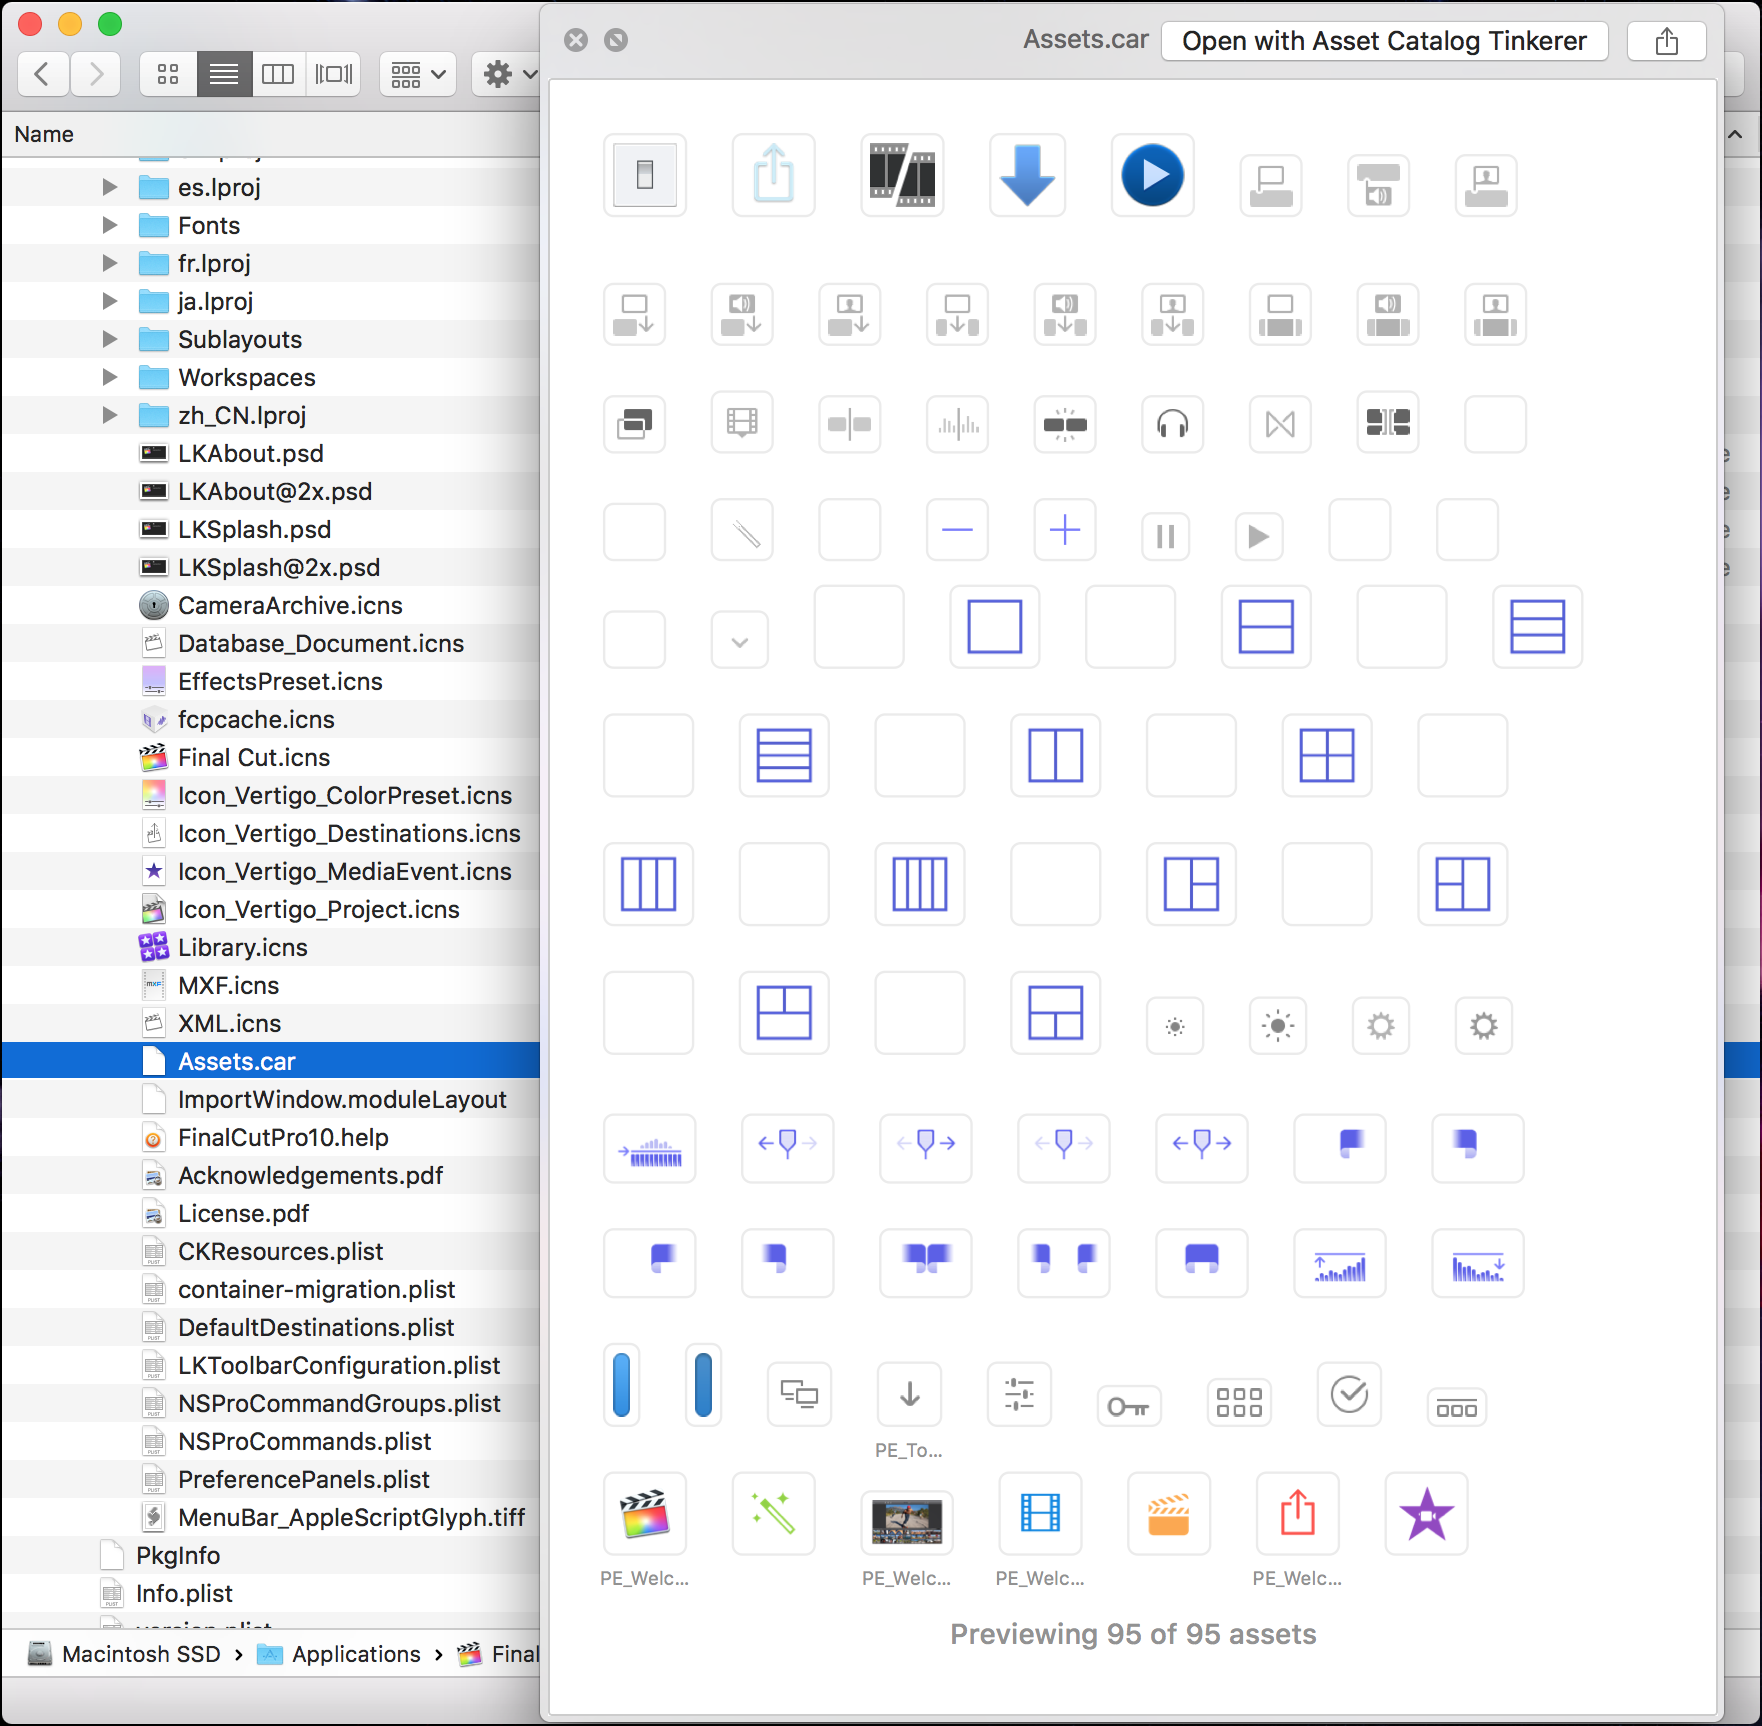 Assets.car
Open with Asset Catalog Tinkerer
Name
es.lproj
Fonts
fr.lproj
ja.lproj
Sublayouts
Workspaces
zh_CN.lproj
LKAbout.psd
LKAbout@2x.psd
LKSplash.psd
LKSplash@2x.psd
CameraArchive.icns
Database_Document.icns
EffectsPreset.icns
fcpcache.icns
Final Cut.icns
Icon_Vertigo_ColorPreset.icns
Icon_Vertigo_Destinations.icns
Icon_Vertigo_MediaEvent.icns
Icon_Vertigo_Project.icns
Library.icns
MXF.icns
XML.icns
Assets.car
ImportWindow.moduleLayout
FinalCutPro10.help
Acknowledgements.pdf
License.pdf
CKResources.plist
container-migration.plist
DefaultDestinations.plist
LKToolbarConfiguration.plist
NSProCommandGroups.plist
NSProCommands.plist
PreferencePanels.plist
MenuBar_AppleScriptGlyph.tiff
PkgInfo
Info.plist
Macintosh SSD › Applications › Final
PE_To...
PE_Welc... PE_Welc... PE_Welc... PE_Welc...
Previewing 95 of 95 assets